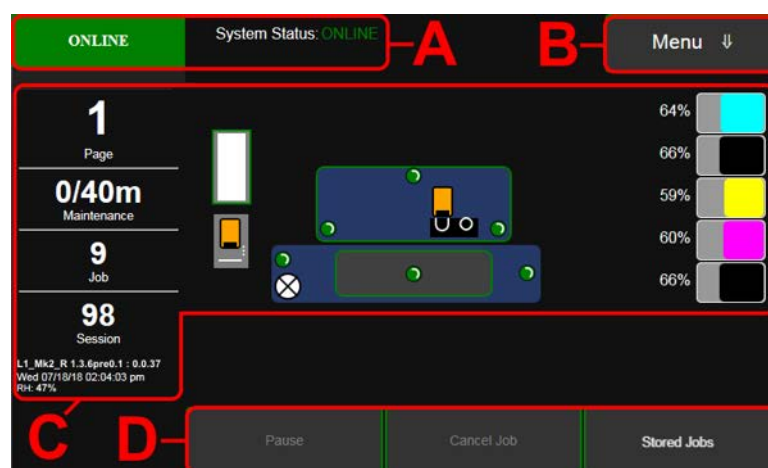 ONLINE
System Status: ONLINE
A
B
Menu ⇓
1
Page
0/40m
Maintenance
9
Job
98
Session
L1_Mk2_R 1.3.6pre0.1 : 0.0.37
Wed 07/18/18 02:04:03 pm
RH: 47%
64%
66%
59%
60%
66%
C
D
Pause
Cancel Job
Stored Jobs